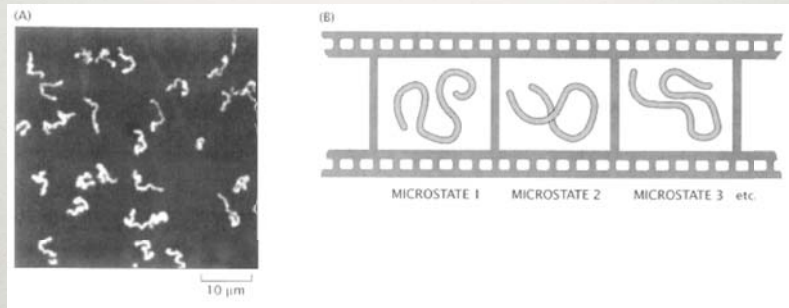 (A)
(B)
MICROSTATE 1 MICROSTATE 2 MICROSTATE 3 etc.
10 μm